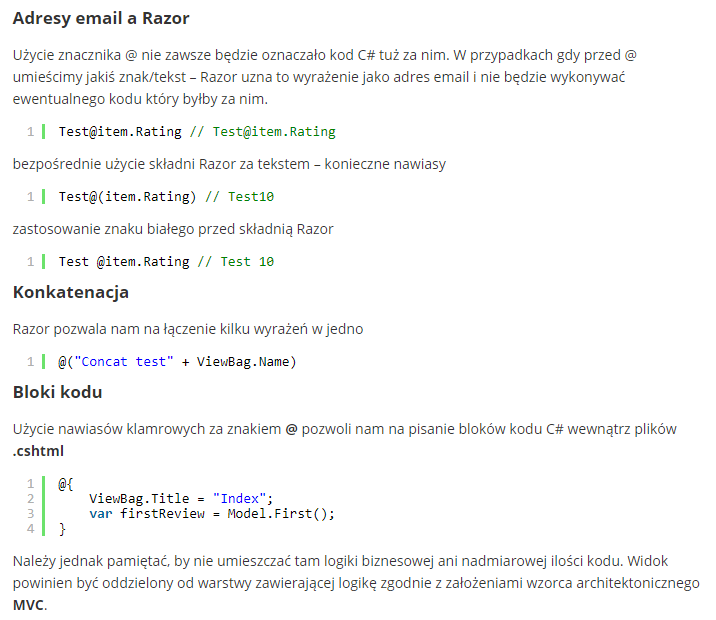 Adresy email a Razor
Użycie znacznika @ nie zawsze będzie oznaczało kod C# tuż za nim. W przypadkach gdy przed @
umieścimy jakiś znak/tekst – Razor uzna to wyrażenie jako adres email i nie będzie wykonywać
ewentualnego kodu który byłby za nim.
1 Test@item.Rating // Test@item.Rating
bezpośrednie użycie składni Razor za tekstem – konieczne nawiasy
1 Test@(item.Rating) // Test10
zastosowanie znaku białego przed składnią Razor
1 Test @item.Rating // Test 10
Konkatenacja
Razor pozwala nam na łączenie kilku wyrażeń w jedno
1 @("Concat test" + ViewBag.Name)
Bloki kodu
Użycie nawiasów klamrowych za znakiem @ pozwoli nam na pisanie bloków kodu C# wewnątrz plików
.cshtml
1 @{
2 ViewBag.Title = "Index";
3 var firstReview = Model.First();
4 }
Należy jednak pamiętać, by nie umieszczać tam logiki biznesowej ani nadmiarowej ilości kodu. Widok
powinien być oddzielony od warstwy zawierającej logikę zgodnie z założeniami wzorca architektonicznego
MVC.